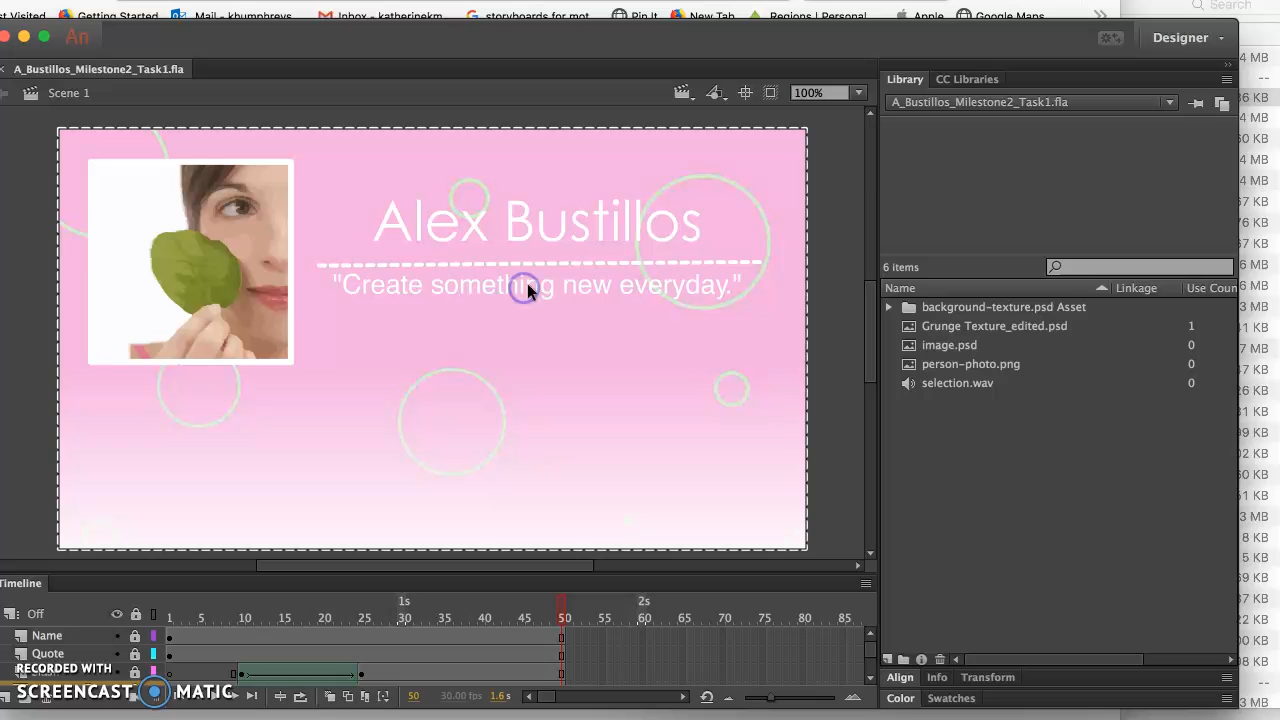 Mail - khumphreys
Inbox - katherinekm
storyboards for mot
Pin It
New Tab
Regions | Personal
Apple
Google Maps
Search
An
Designer
A_Bustillos_Milestone2_Task1.fla
Scene 1
100%
Library
CC Libraries
A_Bustillos_Milestone2_Task1.fla
Alex Bustillos
"Create something new everyday."
6 items
Name
Linkage
Use Coun
background-texture.psd Asset
Grunge Texture_edited.psd
1
image.psd
0
person-photo.png
0
selection.wav
0
Timeline
Off
1s
2s
1 5 10 15 20 25 30 35 40 45 50 55 60 65 70 75 80 85
Name
Quote
RECORDED WITH
SCREENCAST MATIC
50
30.00 fps
1.6 s
Align
Info
Transform
Color
Swatches